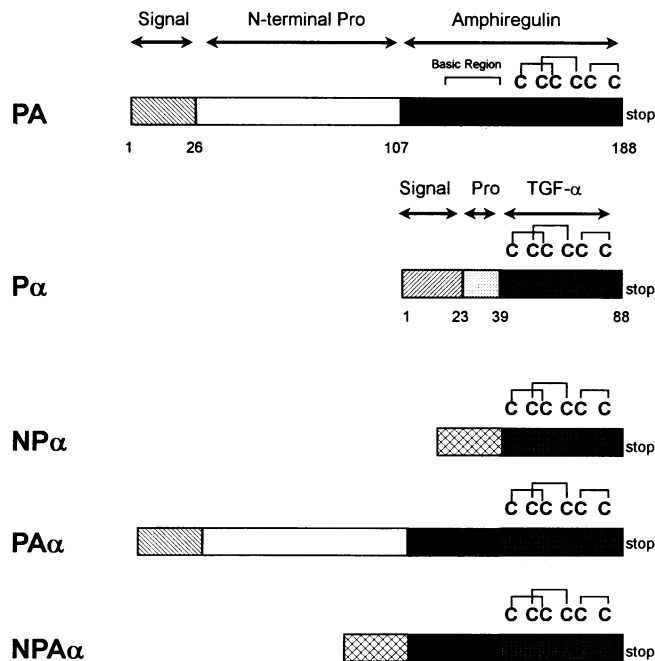 Signal N-terminal Pro Amphiregulin
Basic Region
C CC CC C
PA
stop
1 26 107 188
Signal Pro TGF-α
C CC CC C
Pα
stop
1 23 39 88
C CC CC C
NPα
stop
C CC CC C
PAα
stop
C CC CC C
NPAα
stop